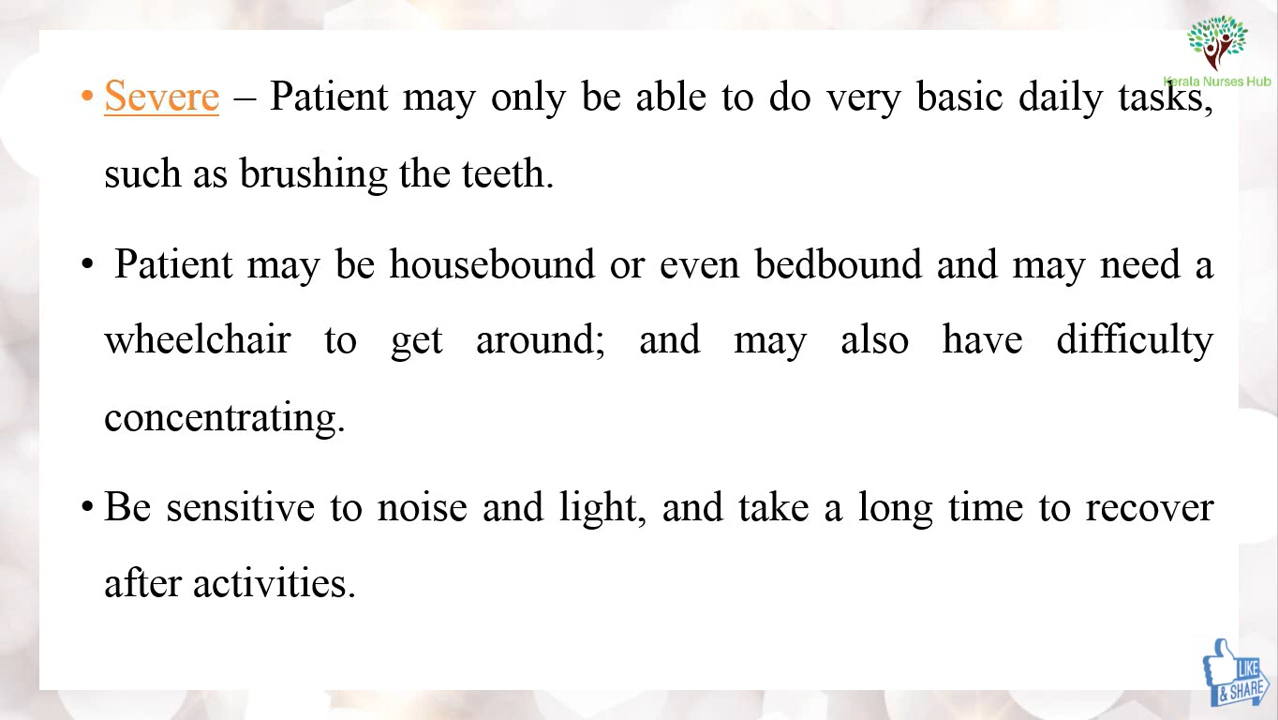 Kerala Nurses Hub
• Severe – Patient may only be able to do very basic daily tasks,
such as brushing the teeth.
• Patient may be housebound or even bedbound and may need a
wheelchair to get around; and may also have difficulty
concentrating.
• Be sensitive to noise and light, and take a long time to recover
after activities.
LIKE
& SHARE